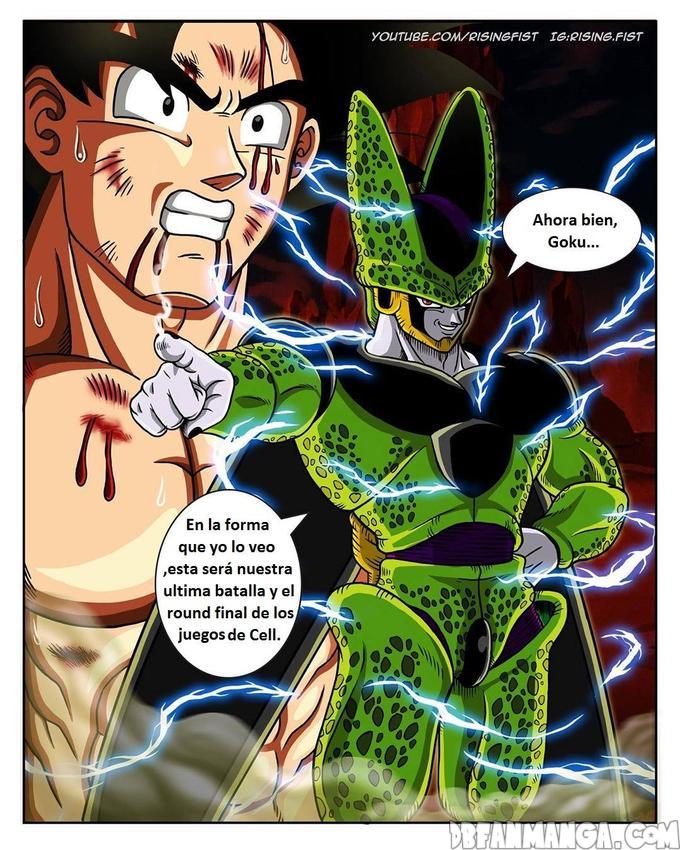 YOUTUBE.COM/RISINGFIST IG:RISING.FIST
Ahora bien,
Goku...
En la forma
que yo lo veo
,esta será nuestra
ultima batalla y el
round final de los
juegos de Cell.
DBFANMANGA.COM